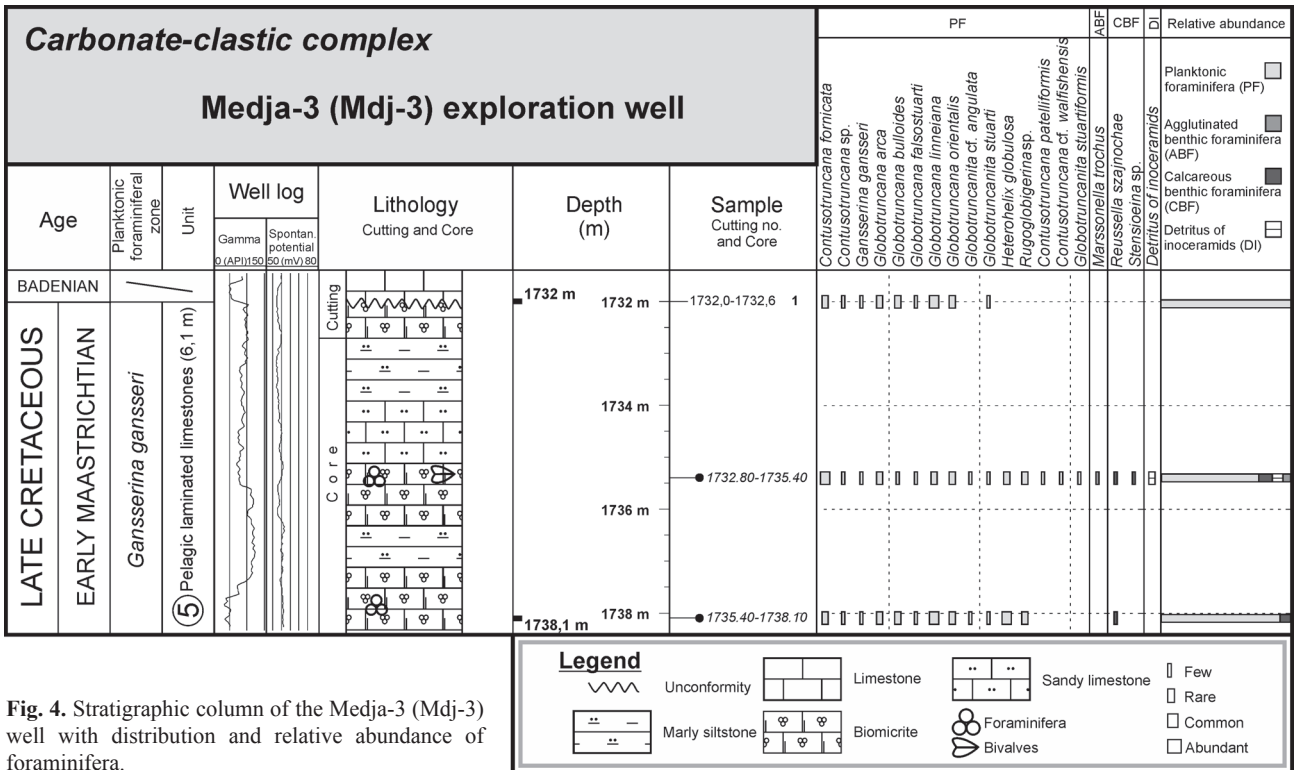 Carbonate-clastic complex
Medja-3 (Mdj-3) exploration well
PF
ABF
CBF
DI
Relative abundance
Contusotruncana fornicata
Contusotruncana sp.
Gansserina gansseri
Globotruncana arca
Globotruncana bulloides
Globotruncana falsostuarti
Globotruncana linneiana
Globotruncana orientalis
Globotruncanita cf. angulata
Globotruncanita stuarti
Heterohelix globulosa
Rugoglobigerina sp.
Contusotruncana patelliformis
Contusotruncana cf. walfishensis
Globotruncanita stuartiformis
Marssonella trochus
Reussella szajnochae
Stensioeina sp.
Detritus of inoceramids
Planktonic
foraminifera (PF)
Agglutinated
benthic foraminifera
(ABF)
Calcareous
benthic foraminifera
(CBF)
Detritus of
inoceramids (DI)
Age
Planktonic
foraminiferal
zone
Unit
Well log
Gamma
0 (API)150
Spontan.
potential
50 (mV) 80
Lithology
Cutting and Core
Depth
(m)
Sample
Cutting no.
and Core
BADENIAN
LATE CRETACEOUS
EARLY MAASTRICHTIAN
Gansserina gansseri
5 Pelagic laminated limestones (6,1 m)
Cutting
Core
1732 m
1738,1 m
1732 m
1734 m
1736 m
1738 m
1732,0-1732,6 1
1732.80-1735.40
1735.40-1738.10
Legend
Unconformity
Marly siltstone
Limestone
Biomicrite
Sandy limestone
Foraminifera
Bivalves
Few
Rare
Common
Abundant
Fig. 4. Stratigraphic column of the Medja-3 (Mdj-3)
well with distribution and relative abundance of
foraminifera.